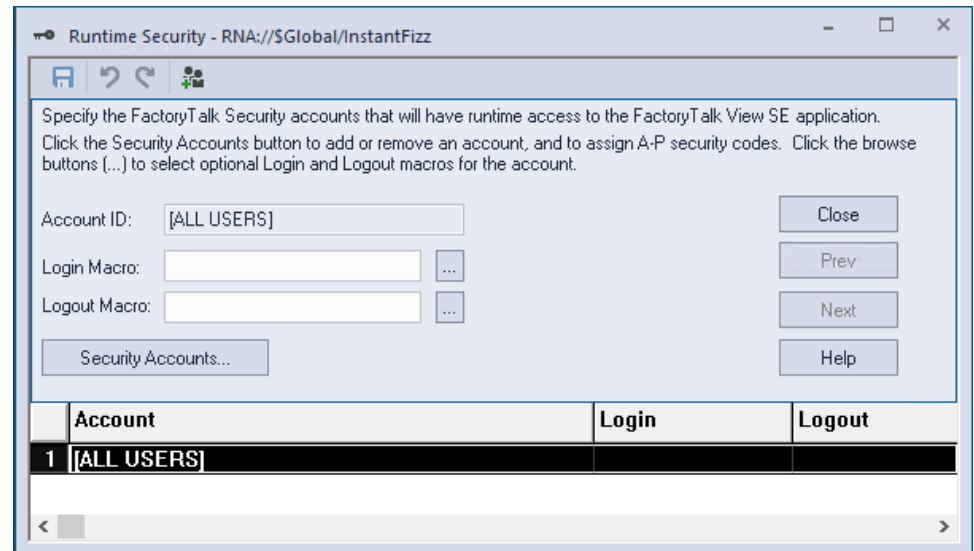 Runtime Security - RNA://$Global/InstantFizz
Specify the FactoryTalk Security accounts that will have runtime access to the FactoryTalk View SE application.
Click the Security Accounts button to add or remove an account, and to assign A-P security codes. Click the browse
buttons (...) to select optional Login and Logout macros for the account.
Account ID: [ALL USERS]
Close
Login Macro: ...
Prev
Logout Macro: ...
Next
Security Accounts...
Help
Account Login Logout
1 [ALL USERS]